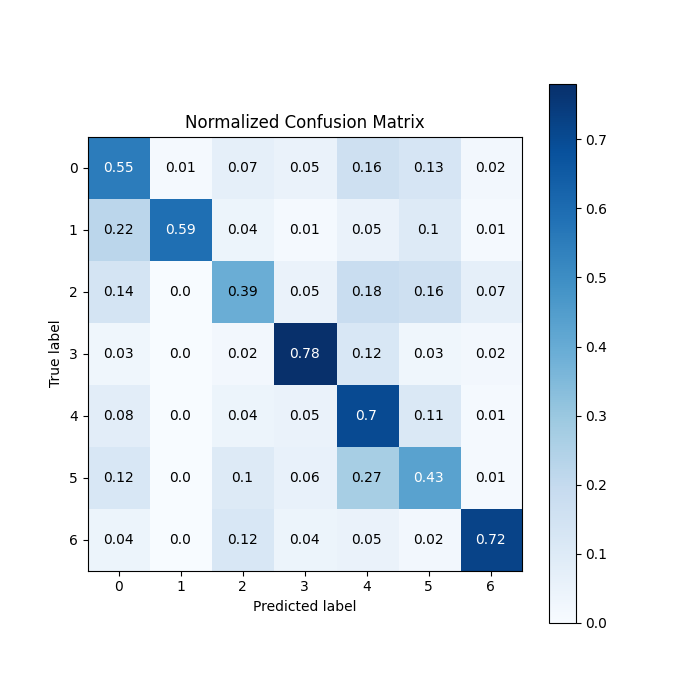 Normalized Confusion Matrix
0 0.55 0.01 0.07 0.05 0.16 0.13 0.02
1 0.22 0.59 0.04 0.01 0.05 0.1 0.01
2 0.14 0.0 0.39 0.05 0.18 0.16 0.07
3 0.03 0.0 0.02 0.78 0.12 0.03 0.02
4 0.08 0.0 0.04 0.05 0.7 0.11 0.01
5 0.12 0.0 0.1 0.06 0.27 0.43 0.01
6 0.04 0.0 0.12 0.04 0.05 0.02 0.72
0 1 2 3 4 5 6
Predicted label
True label
0.7
0.6
0.5
0.4
0.3
0.2
0.1
0.0